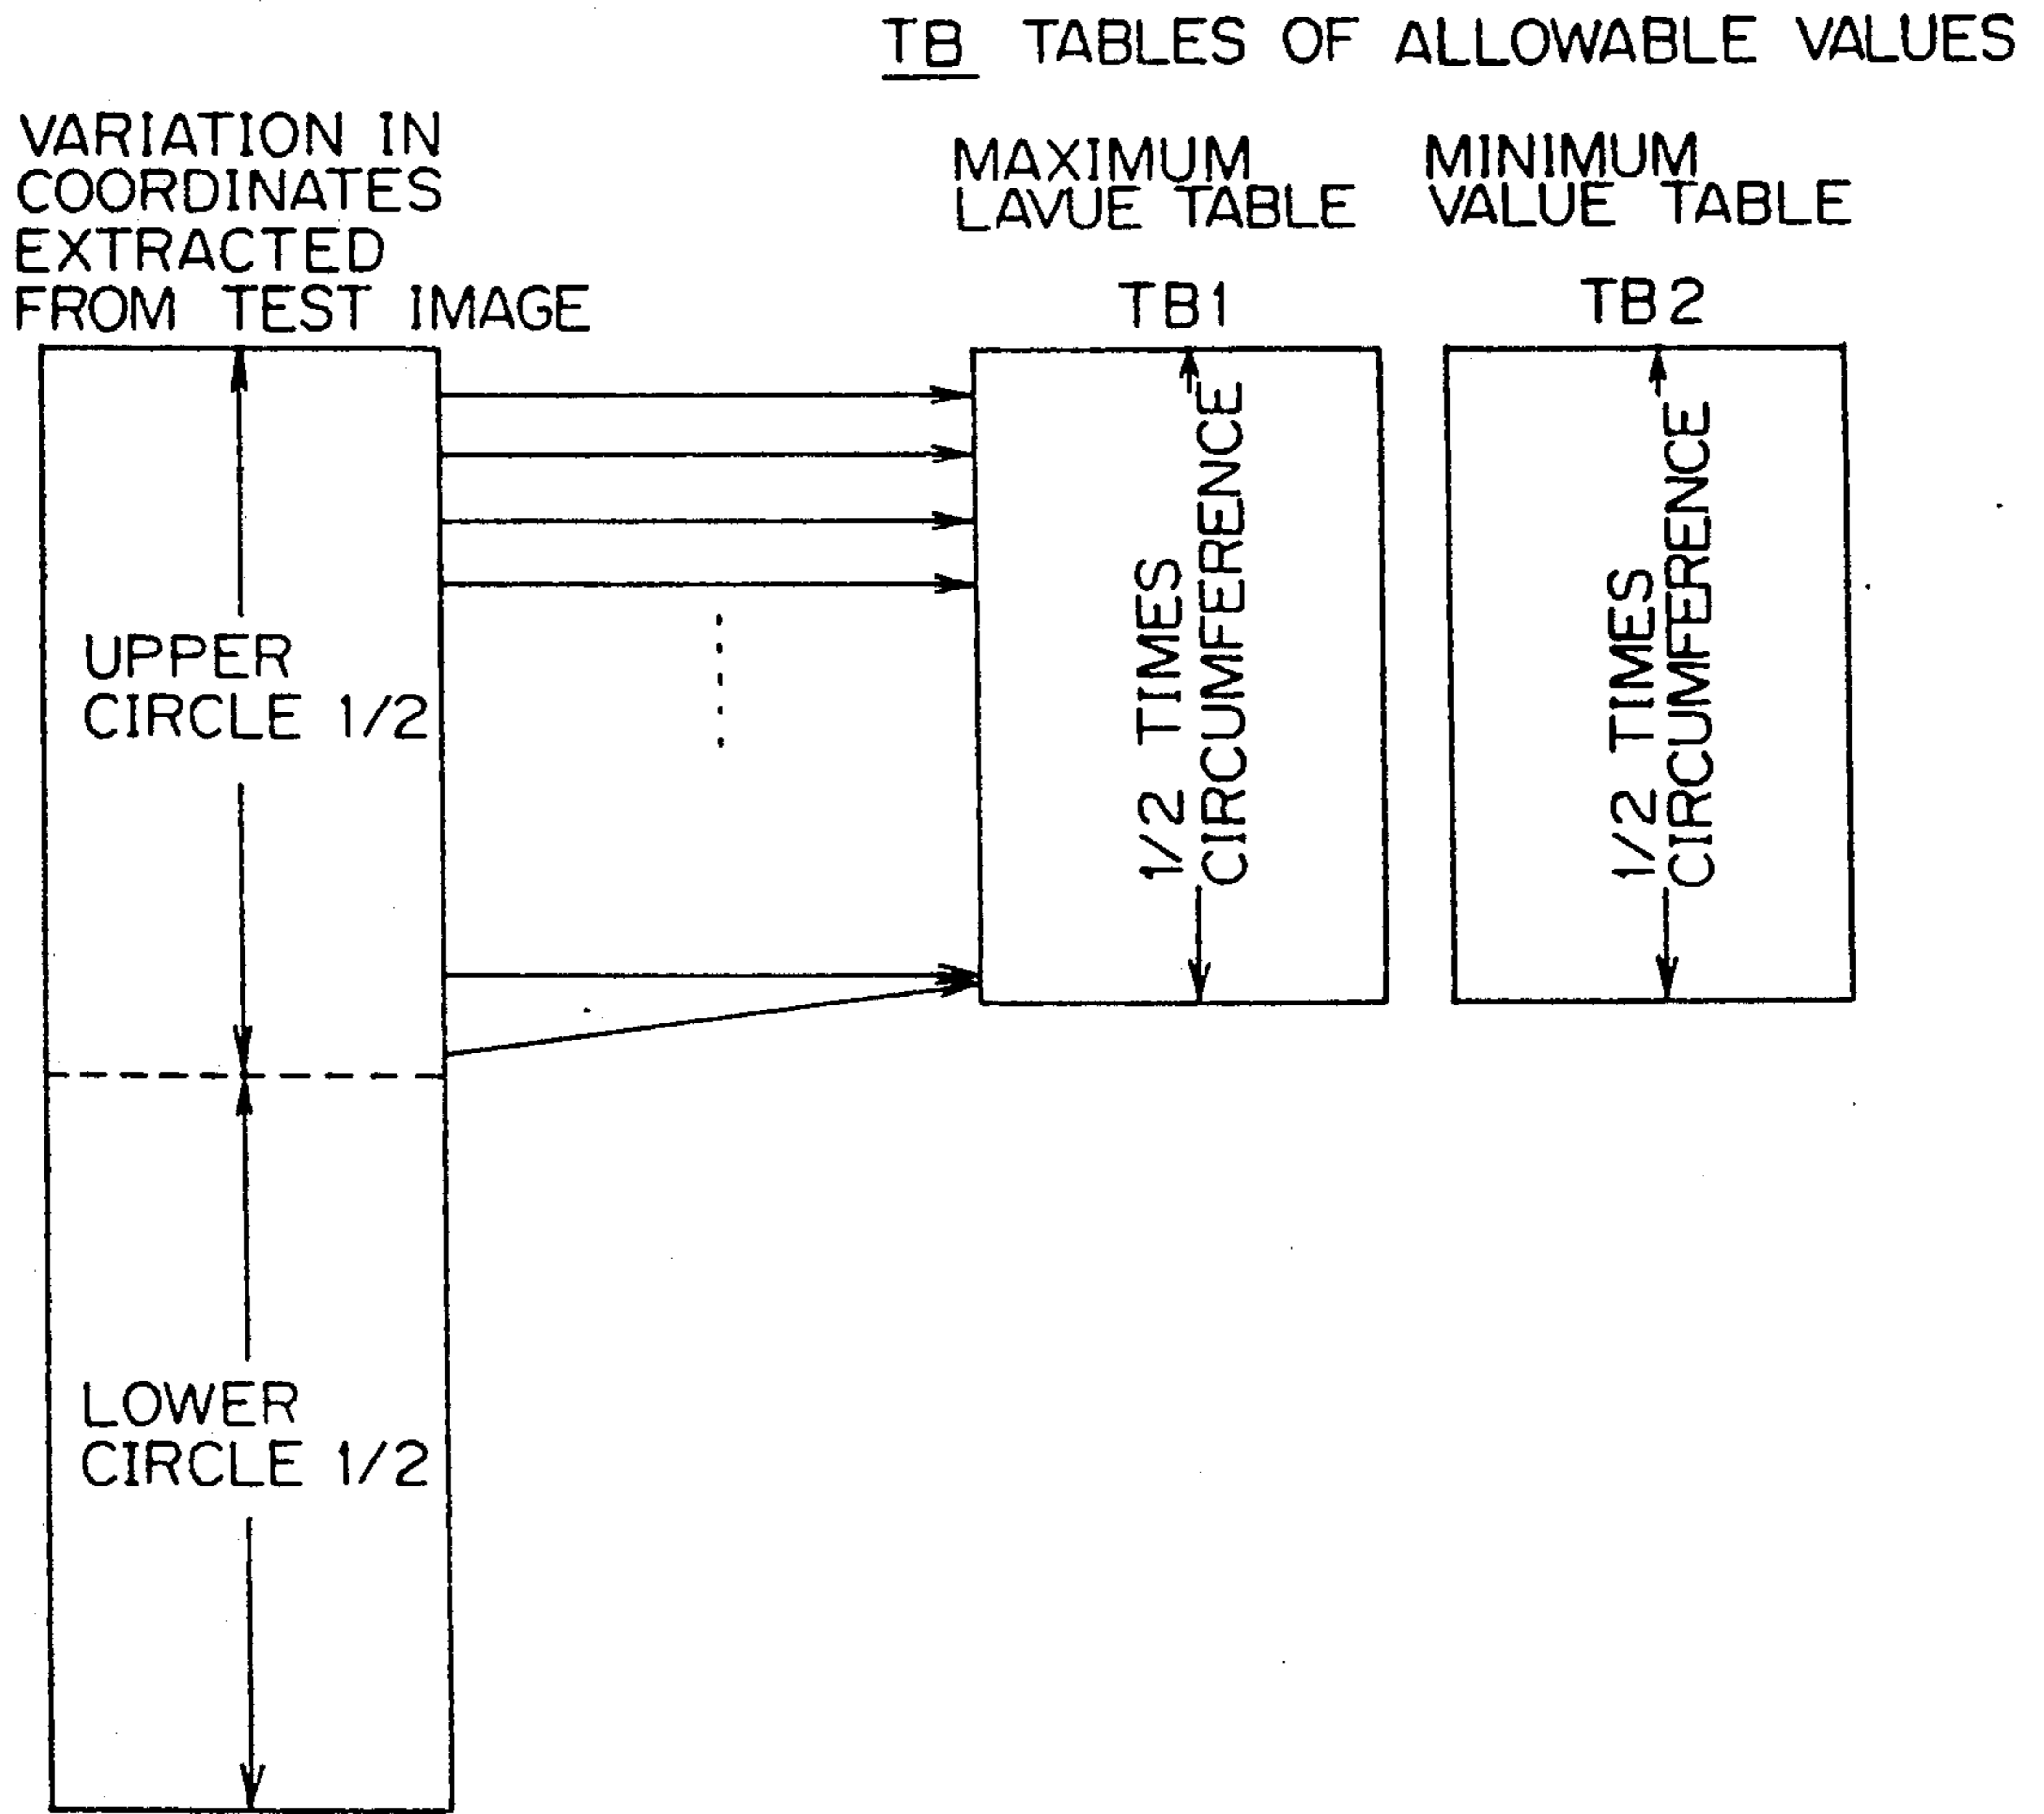 TB TABLES OF ALLOWABLE VALUES
VARIATION IN
COORDINATES
EXTRACTED
FROM TEST IMAGE
MAXIMUM
LAVUE TABLE
MINIMUM
VALUE TABLE
TB1
TB2
UPPER
CIRCLE 1/2
1/2 TIMES
CIRCUMFERENCE
1/2 TIMES
CIRCUMFERENCE
LOWER
CIRCLE 1/2